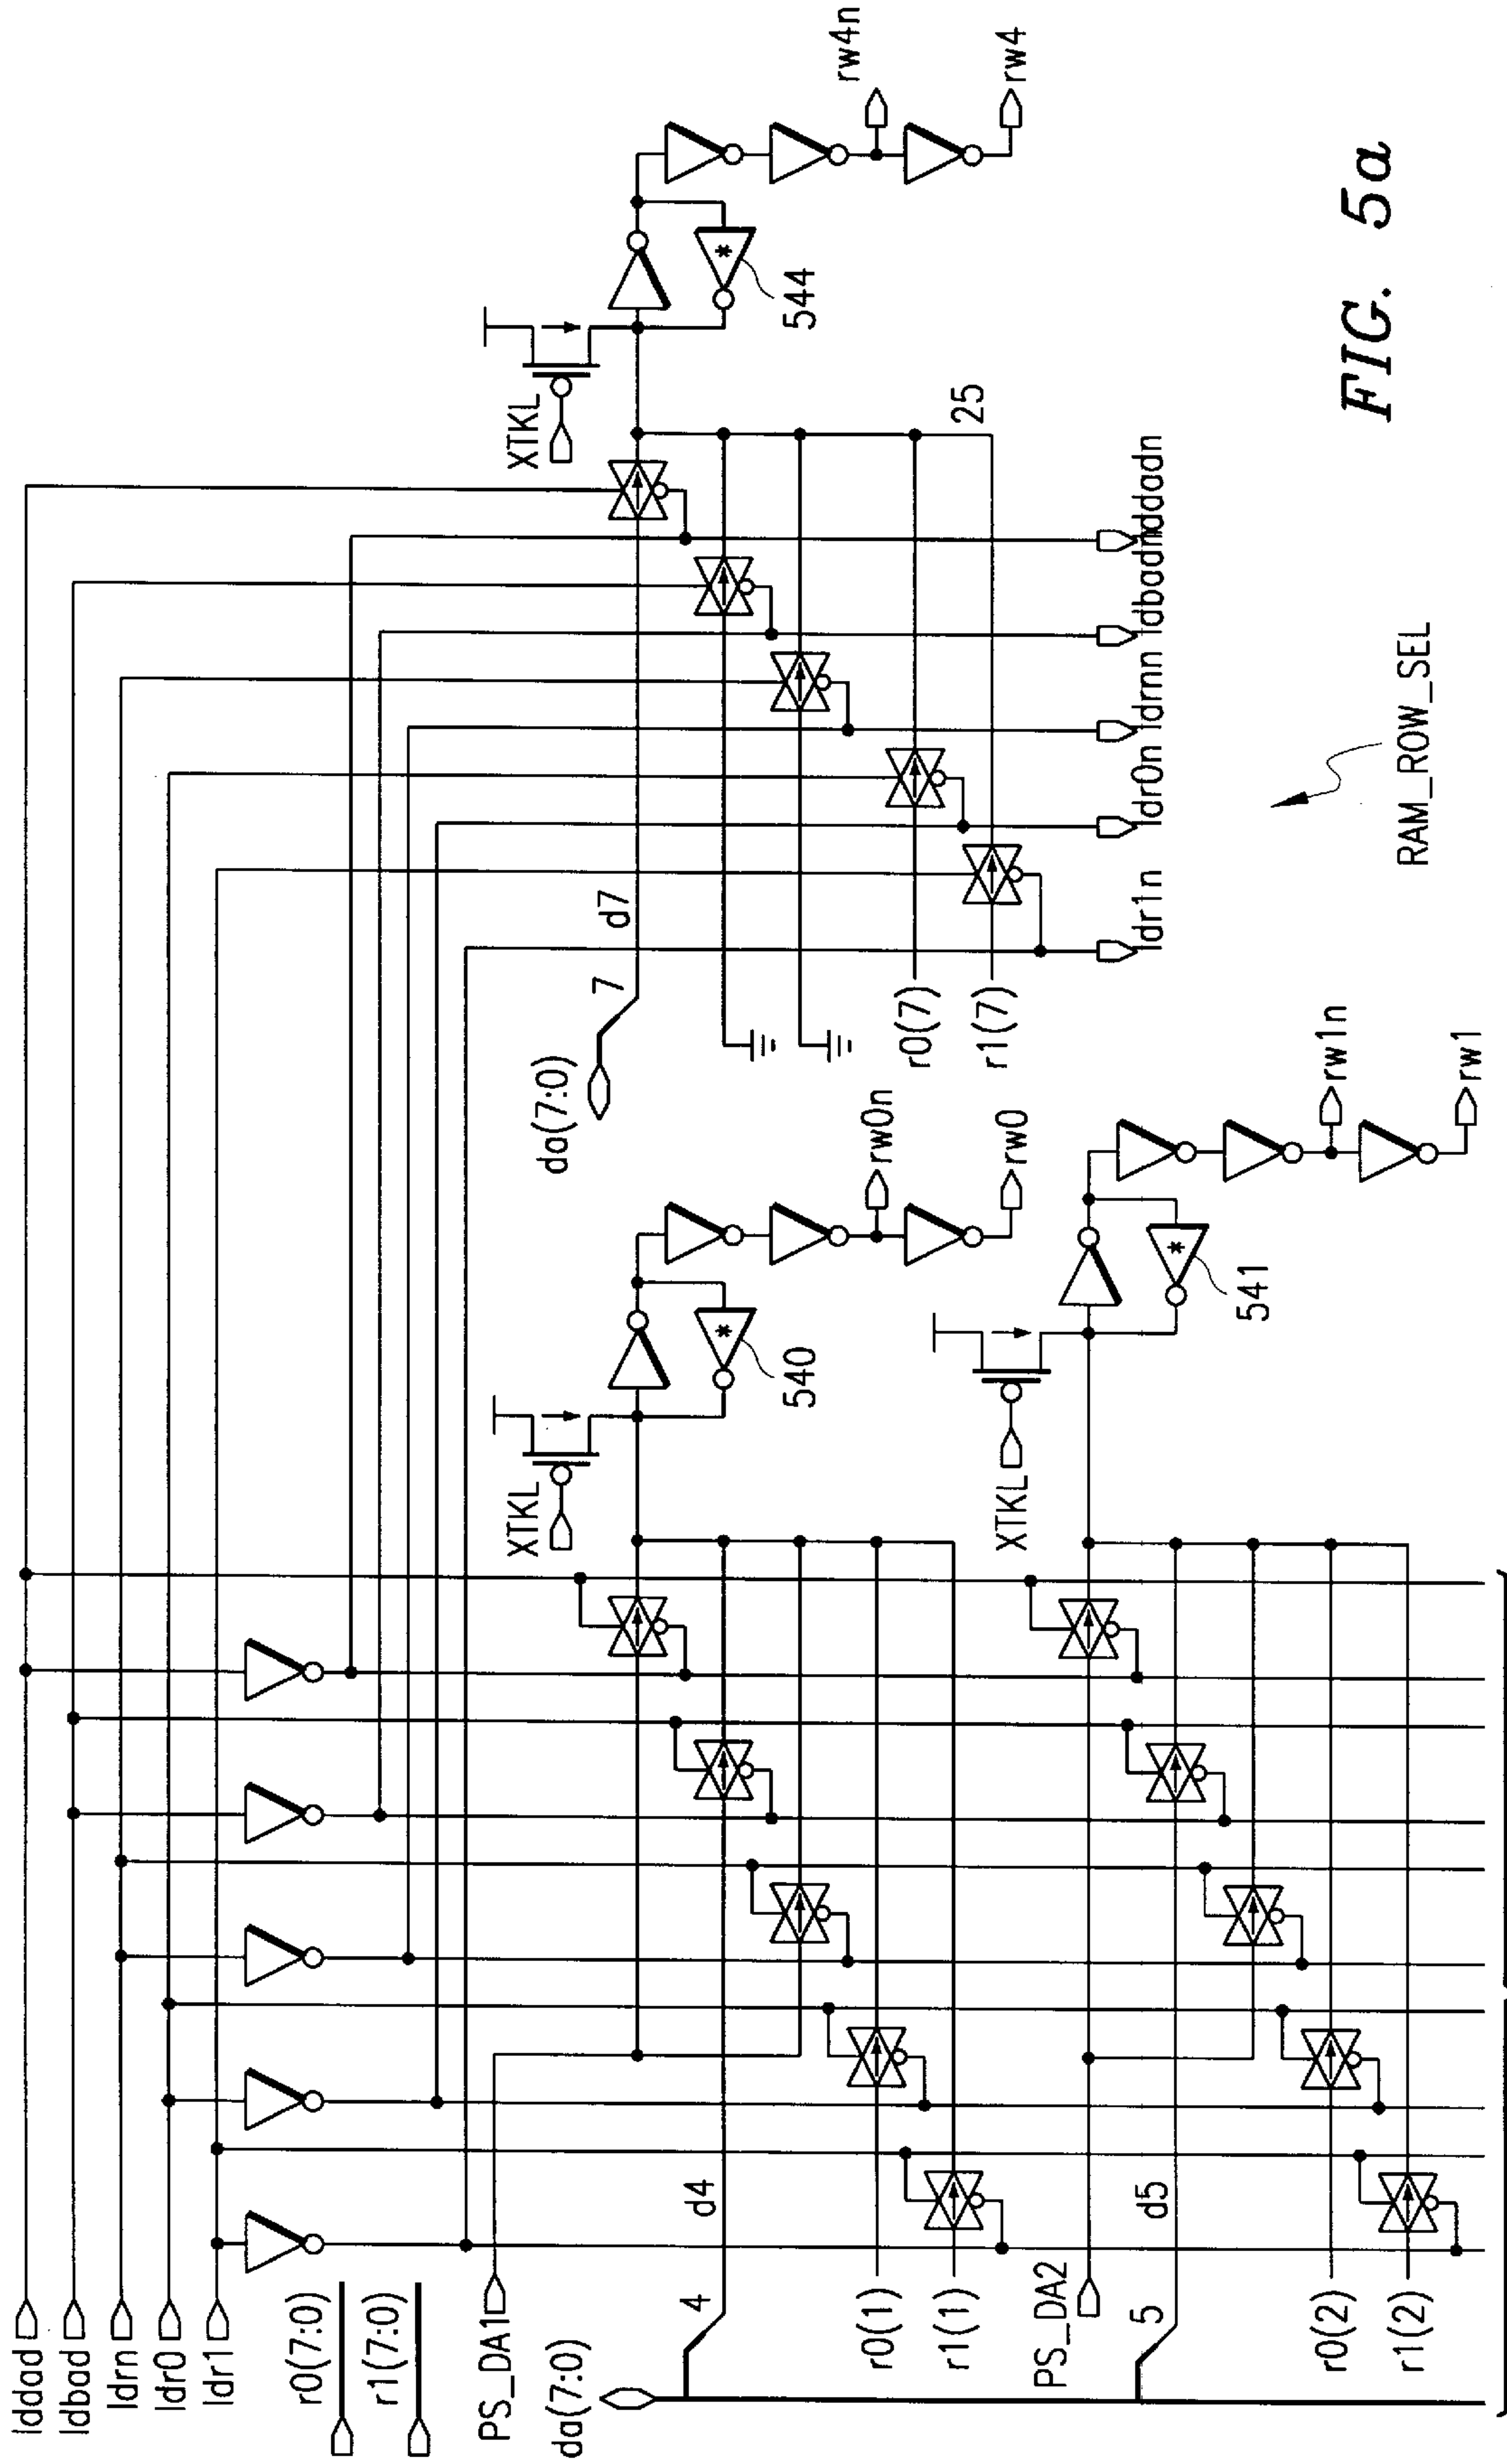 lddad
ldbad
ldrn
ldr0
ldr1
r0(7:0)
r1(7:0)
PS_DA1
da(7:0)
4
d4
r0(1)
r1(1)
PS_DA2
5
d5
r0(2)
r1(2)
XTKL
540
rw0n
rw0
XTKL
541
rw1n
rw1
da(7:0)
7
d7
r0(7)
r1(7)
ldr1n
ldr0n
ldrnn
ldbadn
lddadn
25
XTKL
544
rw4n
rw4
RAM_ROW_SEL
FIG. 5a
*
*
*